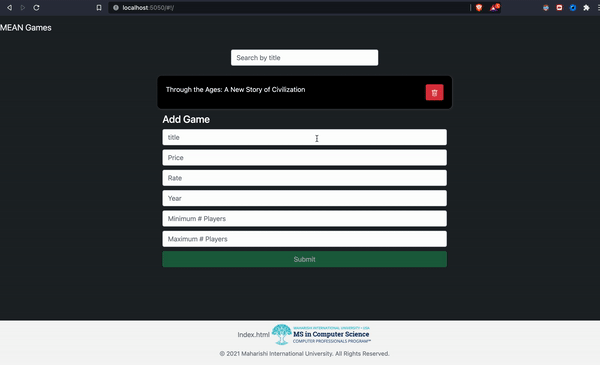 localhost:5050/#!/
MEAN Games
Search by title
Through the Ages: A New Story of Civilization
Add Game
title
Price
Rate
Year
Minimum # Players
Maximum # Players
Submit
Index.html
MAHARISHI INTERNATIONAL UNIVERSITY - USA
MS in Computer Science
COMPUTER PROFESSIONALS PROGRAM™
© 2021 Maharishi International University. All Rights Reserved.